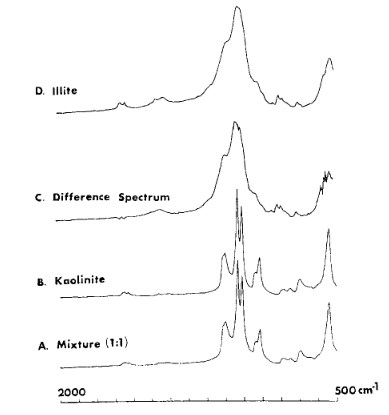 D. Illite
C. Difference Spectrum
B. Kaolinite
A. Mixture (1:1)
2000 500 cm-1